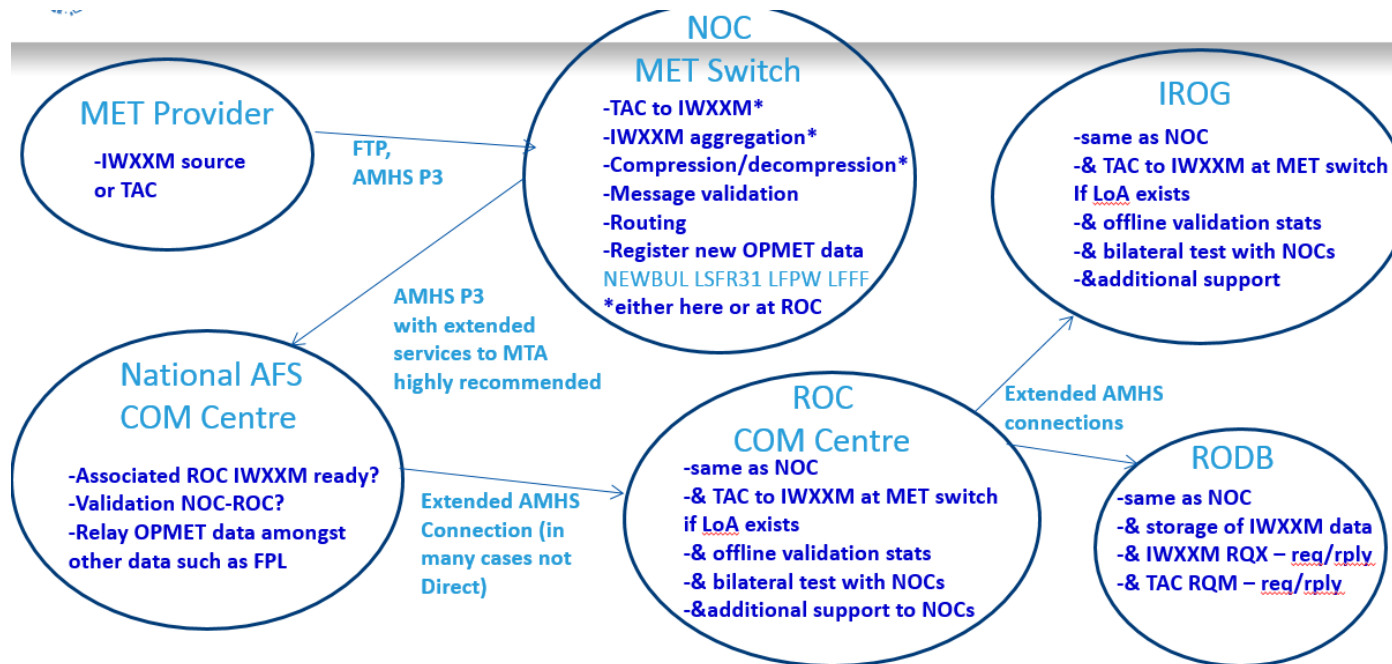 MET Provider
-IWXXM source
or TAC
FTP,
AMHS P3
NOC
MET Switch
-TAC to IWXXM*
-IWXXM aggregation*
-Compression/decompression*
-Message validation
-Routing
-Register new OPMET data
NEWBUL LSFR31 LFPW LFFF
*either here or at ROC
AMHS P3
with extended
services to MTA
highly recommended
National AFS
COM Centre
-Associated ROC IWXXM ready?
-Validation NOC-ROC?
-Relay OPMET data amongst
other data such as FPL
Extended AMHS
Connection (in
many cases not
Direct)
ROC
COM Centre
-same as NOC
-& TAC to IWXXM at MET switch
if LoA exists
-& offline validation stats
-& bilateral test with NOCs
-&additional support to NOCs
Extended AMHS
connections
IROG
-same as NOC
-& TAC to IWXXM at MET switch
If LoA exists
-& offline validation stats
-& bilateral test with NOCs
-&additional support
RODB
-same as NOC
-& storage of IWXXM data
-& IWXXM RQX – req/rply
-& TAC RQM – req/rply